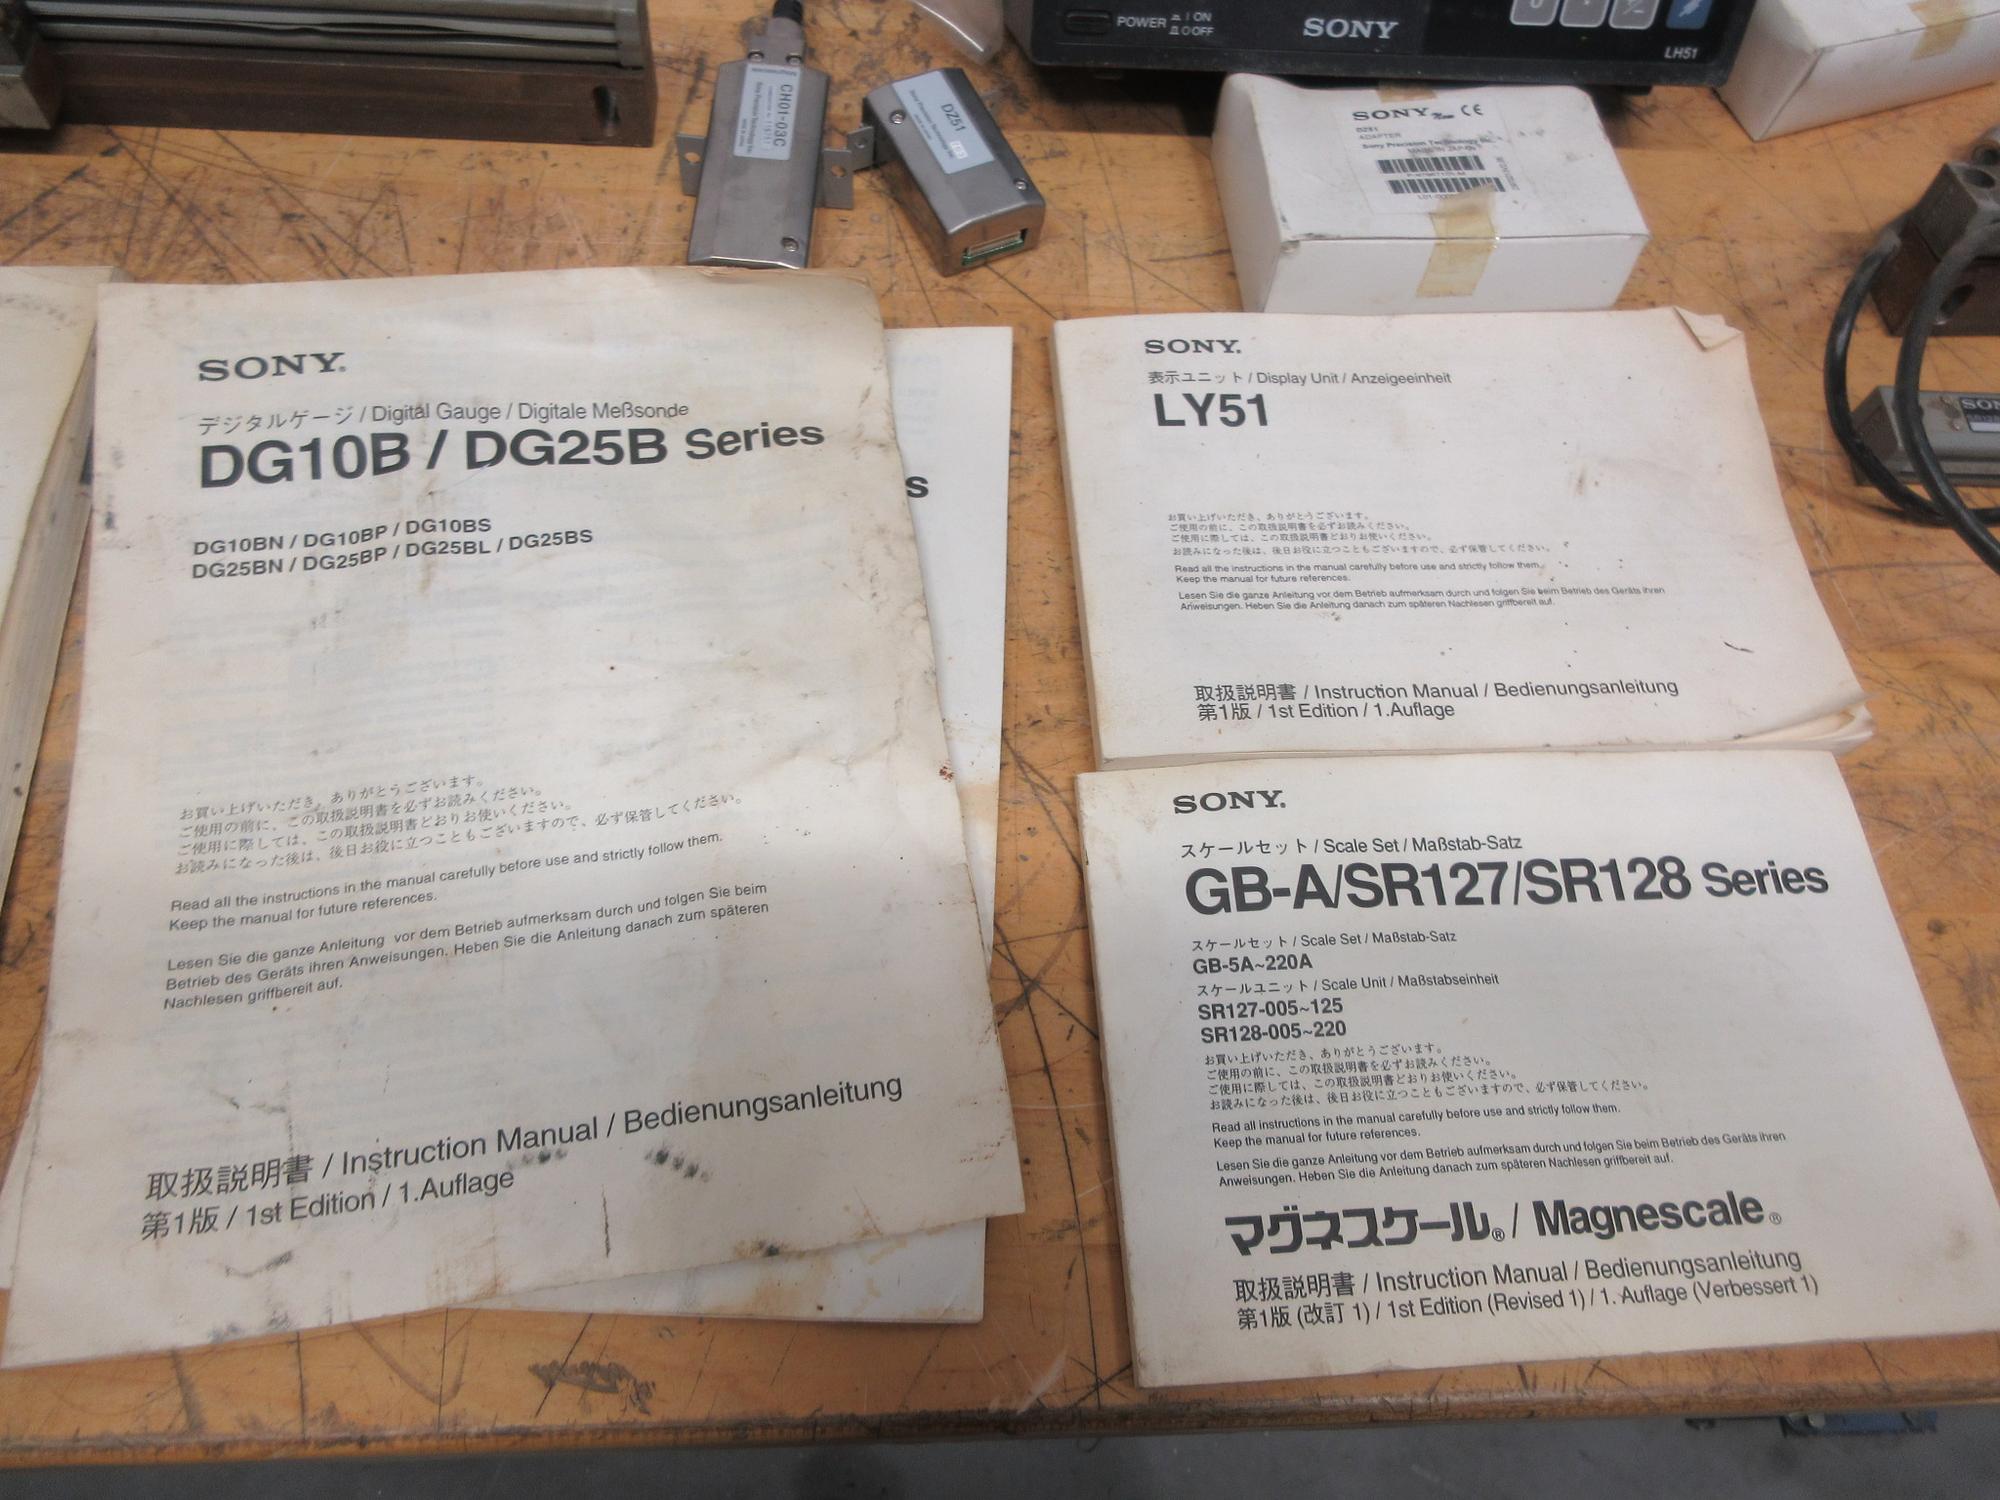 POWER I ON
O OFF
SONY
LH51
CH01-03C
Sony Precision Technology Inc.
DZ51
Sony Precision Technology Inc.
SONY CE
DZ51
ADAPTER
Sony Precision Technology Inc.
MADE IN JAPAN
SONY®
デジタルゲージ / Digital Gauge / Digitale Meßsonde
DG10B / DG25B Series
DG10BN / DG10BP / DG10BS
DG25BN / DG25BP / DG25BL / DG25BS
お買い上げいただき、ありがとうございます。
ご使用の前に、この取扱説明書を必ずお読みください。
ご使用に際しては、この取扱説明書どおりお使いください。
お読みになった後は、後日お役に立つこともございますので、必ず保管してください。
Read all the instructions in the manual carefully before use and strictly follow them.
Keep the manual for future references.
Lesen Sie die ganze Anleitung vor dem Betrieb aufmerksam durch und folgen Sie beim
Betrieb des Geräts ihren Anweisungen. Heben Sie die Anleitung danach zum späteren
Nachlesen griffbereit auf.
取扱説明書 / Instruction Manual / Bedienungsanleitung
第1版 / 1st Edition / 1.Auflage
s
SONY®
表示ユニット / Display Unit / Anzeigeeinheit
LY51
お買い上げいただき、ありがとうございます。
ご使用の前に、この取扱説明書を必ずお読みください。
ご使用に際しては、この取扱説明書どおりお使いください。
お読みになった後は、後日お役に立つこともございますので、必ず保管してください。
Read all the instructions in the manual carefully before use and strictly follow them.
Keep the manual for future references.
Lesen Sie die ganze Anleitung vor dem Betrieb aufmerksam durch und folgen Sie beim Betrieb des Geräts ihren
Anweisungen. Heben Sie die Anleitung danach zum späteren Nachlesen griffbereit auf.
取扱説明書 / Instruction Manual / Bedienungsanleitung
第1版 / 1st Edition / 1.Auflage
SONY®
スケールセット / Scale Set / Maßstab-Satz
GB-A/SR127/SR128 Series
スケールセット / Scale Set / Maßstab-Satz
GB-5A~220A
スケールユニット / Scale Unit / Maßstabseinheit
SR127-005~125
SR128-005~220
お買い上げいただき、ありがとうございます。
ご使用の前に、この取扱説明書を必ずお読みください。
ご使用に際しては、この取扱説明書どおりお使いください。
お読みになった後は、後日お役に立つこともございますので、必ず保管してください。
Read all instructions in the manual carefully before use and strictly follow them.
Keep the manual for future references.
Lesen Sie die ganze Anleitung vor dem Betrieb aufmerksam durch und folgen Sie beim Betrieb des Geräts ihren
Anweisungen. Heben Sie die Anleitung danach zum späteren Nachlesen griffbereit auf.
マグネスケール® / Magnescale®
取扱説明書 / Instruction Manual / Bedienungsanleitung
第1版 (改訂 1) / 1st Edition (Revised 1) / 1. Auflage (Verbessert 1)